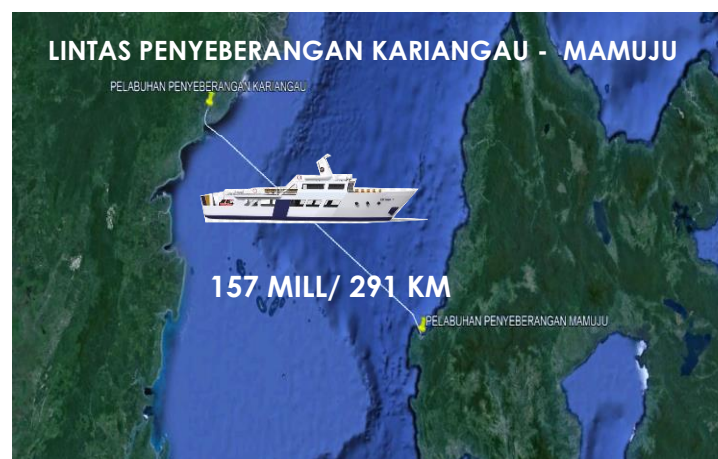 LINTAS PENYEBERANGAN KARIANGAU - MAMUJU
PELABUHAN PENYEBERANGAN KARIANGAU
157 MILL/ 291 KM
PELABUHAN PENYEBERANGAN MAMUJU